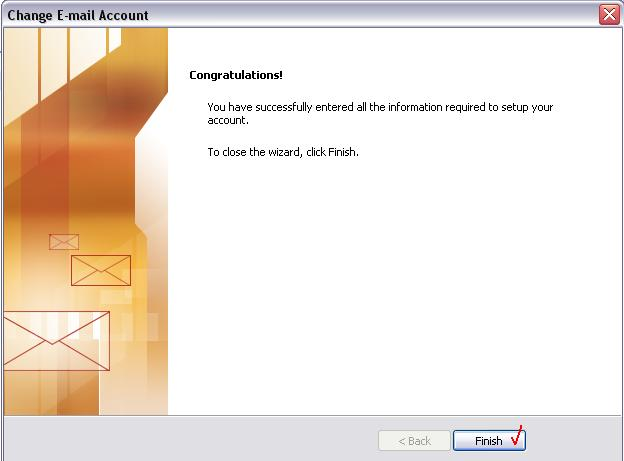 Change E-mail Account
Congratulations!
You have successfully entered all the information required to setup your
account.
To close the wizard, click Finish.
< Back
Finish